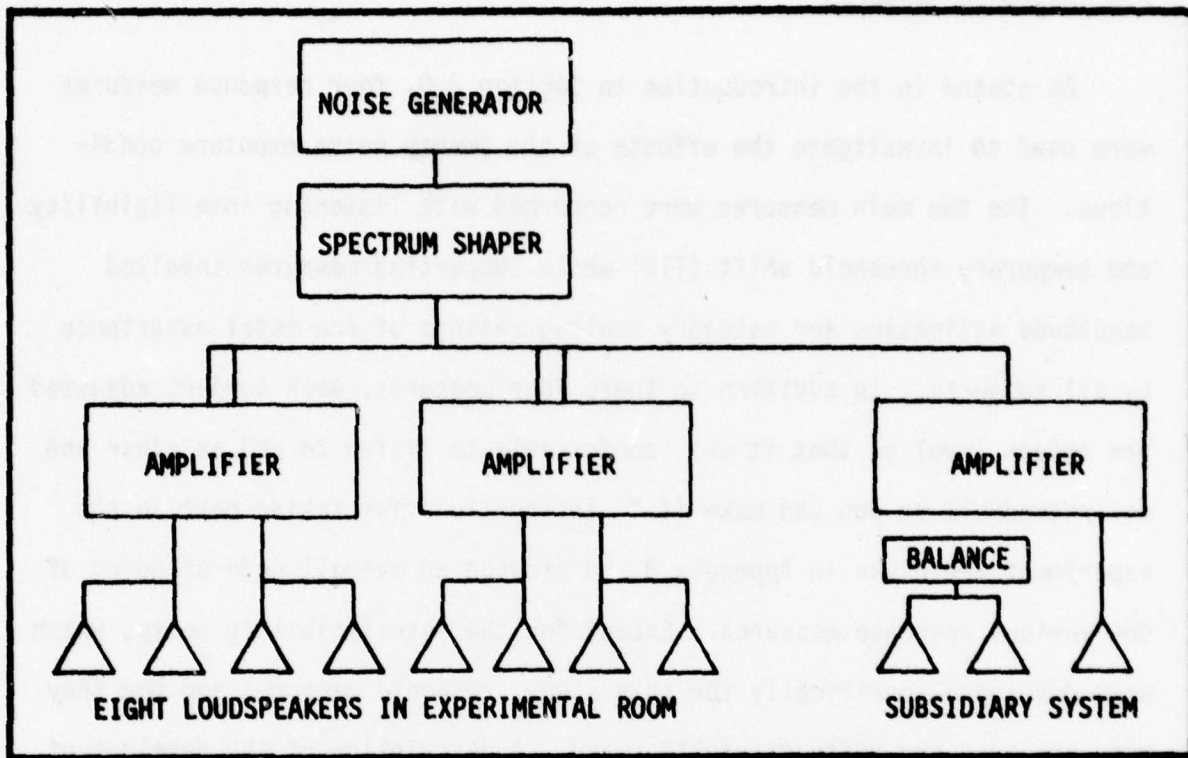 NOISE GENERATOR
SPECTRUM SHAPER
AMPLIFIER
AMPLIFIER
AMPLIFIER
BALANCE
EIGHT LOUDSPEAKERS IN EXPERIMENTAL ROOM
SUBSIDIARY SYSTEM